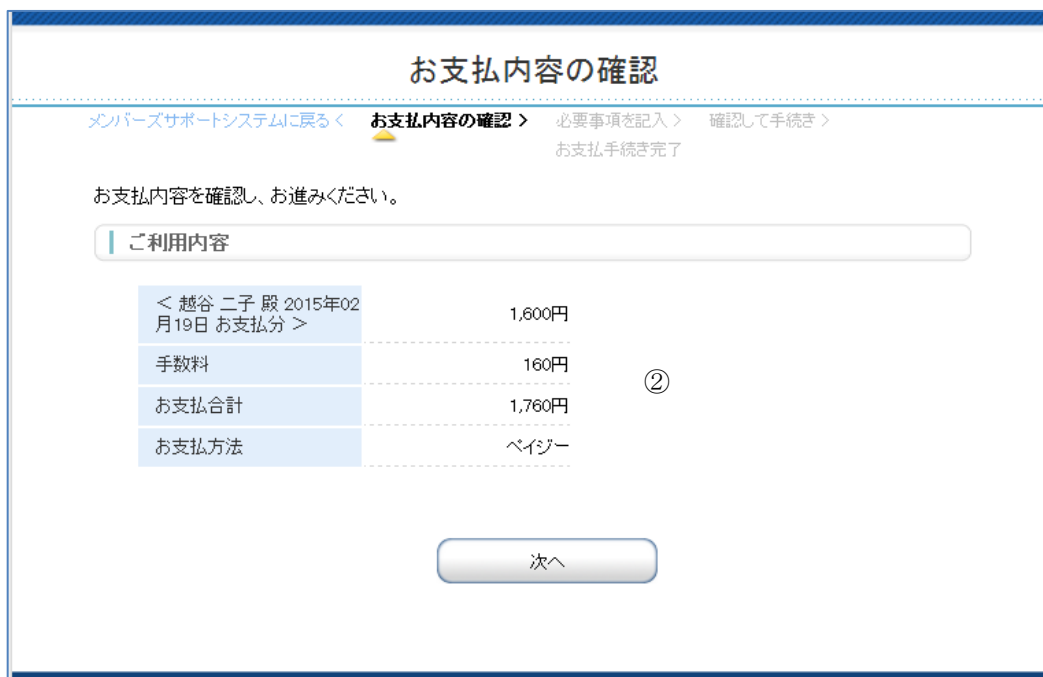 お支払内容の確認
メンバーズサポートシステムに戻る < お支払内容の確認 > 必要事項を記入 > 確認して手続き >
お支払手続き完了
お支払内容を確認し、お進みください。
ご利用内容
＜ 越谷 二子 殿 2015年02
月19日 お支払分 ＞ 1,600円
手数料 160円
②
お支払合計 1,760円
お支払方法 ペイジー
次へ